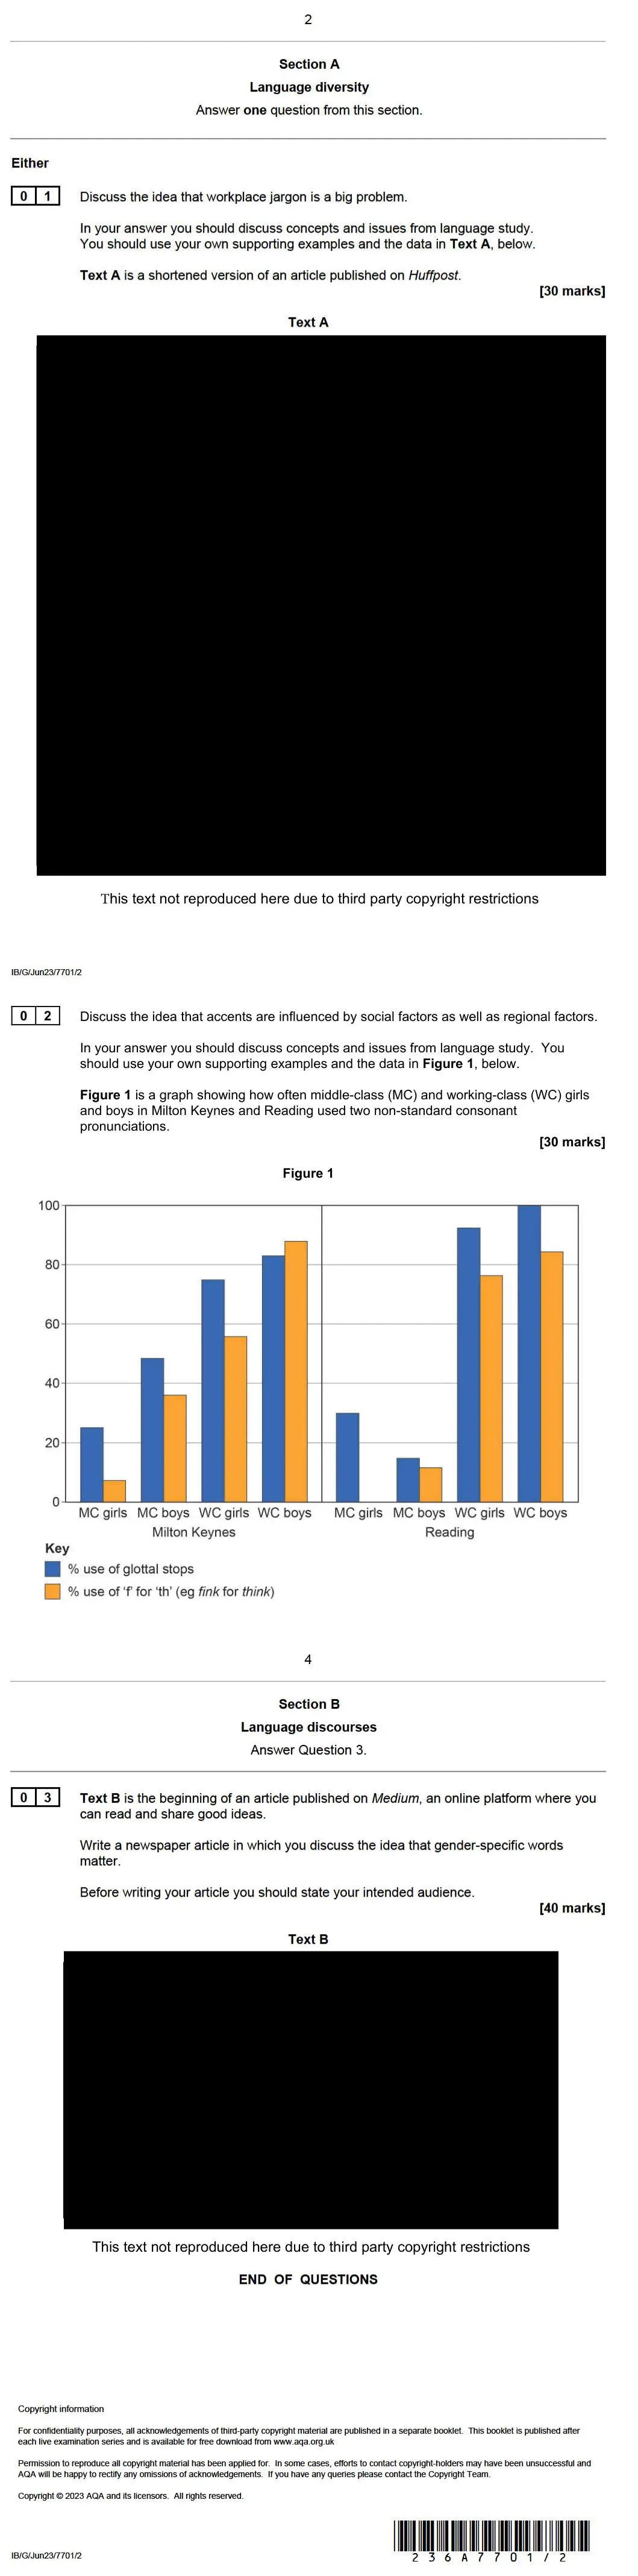 2
Section A
Language diversity
Answer one question from this section.
Either
0 1 Discuss the idea that workplace jargon is a big problem.
In your answer you should discuss concepts and issues from language study.
You should use your own supporting examples and the data in Text A, below.
Text A is a shortened version of an article published on Huffpost.
[30 marks]
Text A
This text not reproduced here due to third party copyright restrictions
IB/G/Jun23/7701/2
0 2 Discuss the idea that accents are influenced by social factors as well as regional factors.
In your answer you should discuss concepts and issues from language study. You
should use your own supporting examples and the data in Figure 1, below.
Figure 1 is a graph showing how often middle-class (MC) and working-class (WC) girls
and boys in Milton Keynes and Reading used two non-standard consonant
pronunciations.
[30 marks]
Figure 1
100
80
60
40
20
0
MC girls MC boys WC girls WC boys MC girls MC boys WC girls WC boys
Milton Keynes Reading
Key
% use of glottal stops
% use of 'f' for 'th' (eg fink for think)
4
Section B
Language discourses
Answer Question 3.
0 3 Text B is the beginning of an article published on Medium, an online platform where you
can read and share good ideas.
Write a newspaper article in which you discuss the idea that gender-specific words
matter.
Before writing your article you should state your intended audience.
[40 marks]
Text B
This text not reproduced here due to third party copyright restrictions
END OF QUESTIONS
Copyright information
For confidentiality purposes, all acknowledgements of third-party copyright material are published in a separate booklet. This booklet is published after
each live examination series and is available for free download from www.aqa.org.uk
Permission to reproduce all copyright material has been applied for. In some cases, efforts to contact copyright-holders may have been unsuccessful and
AQA will be happy to rectify any omissions of acknowledgements. If you have any queries please contact the Copyright Team.
Copyright © 2023 AQA and its licensors. All rights reserved.
2 3 6 A 7 7 0 1 / 2
IB/G/Jun23/7701/2